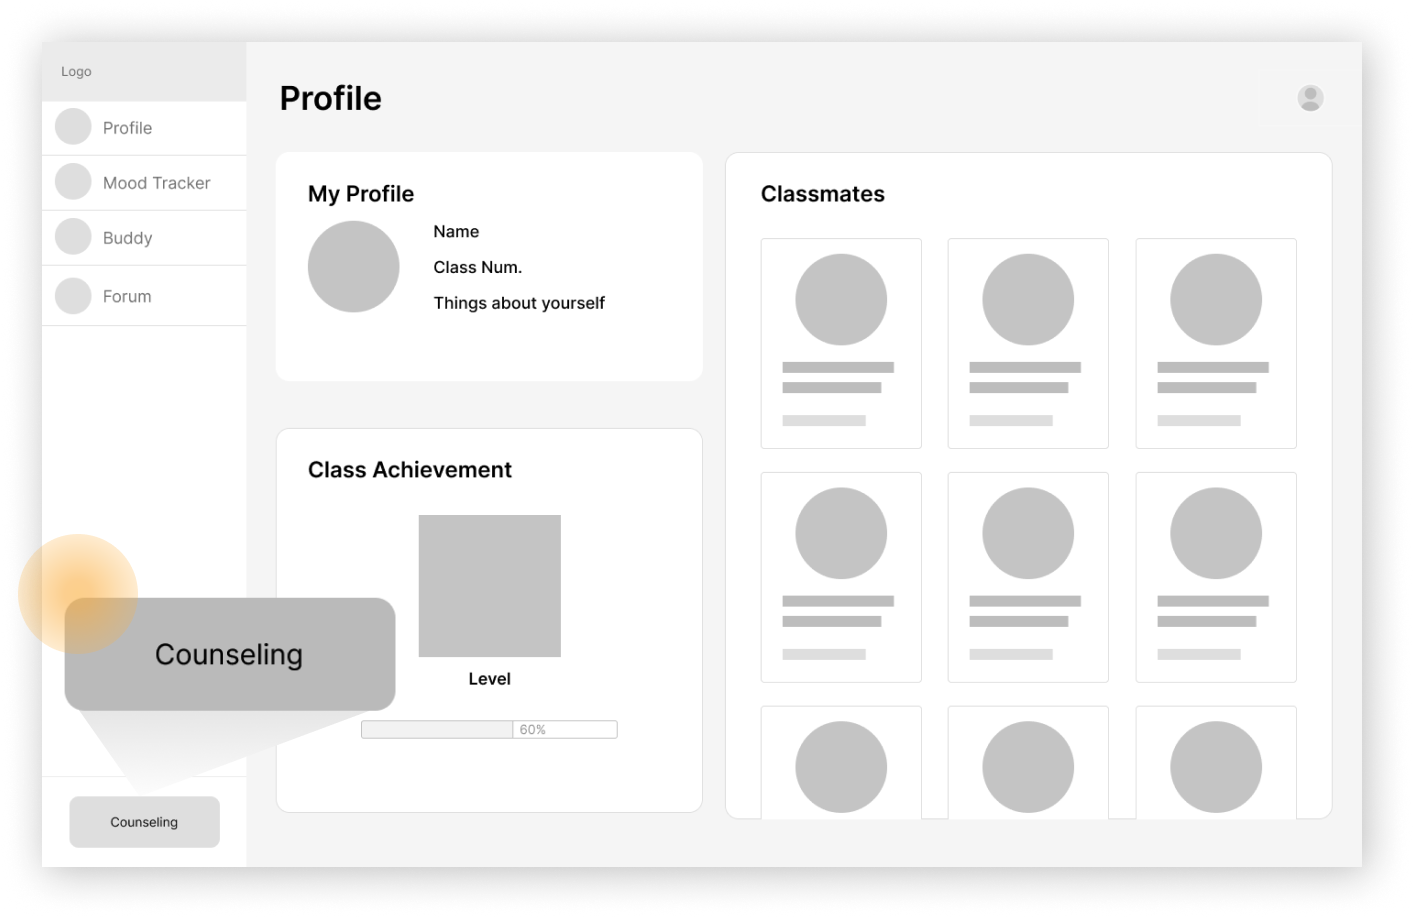 Logo
Profile
Mood Tracker
Buddy
Forum
Counseling
Counseling
Profile
My Profile
Name
Class Num.
Things about yourself
Class Achievement
Level
60%
Classmates